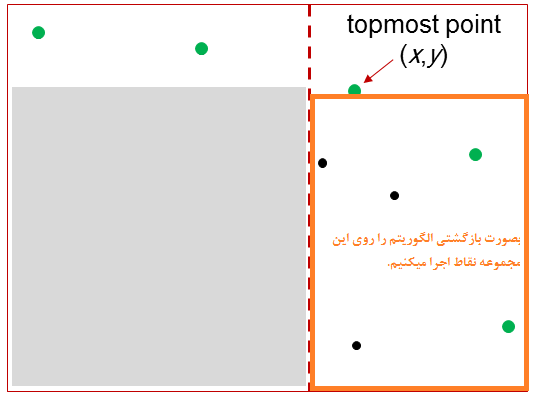 topmost point
(x,y)
بصورت بازگشتی الگوریتم را روی این
مجموعه نقاط اجرا میکنیم.